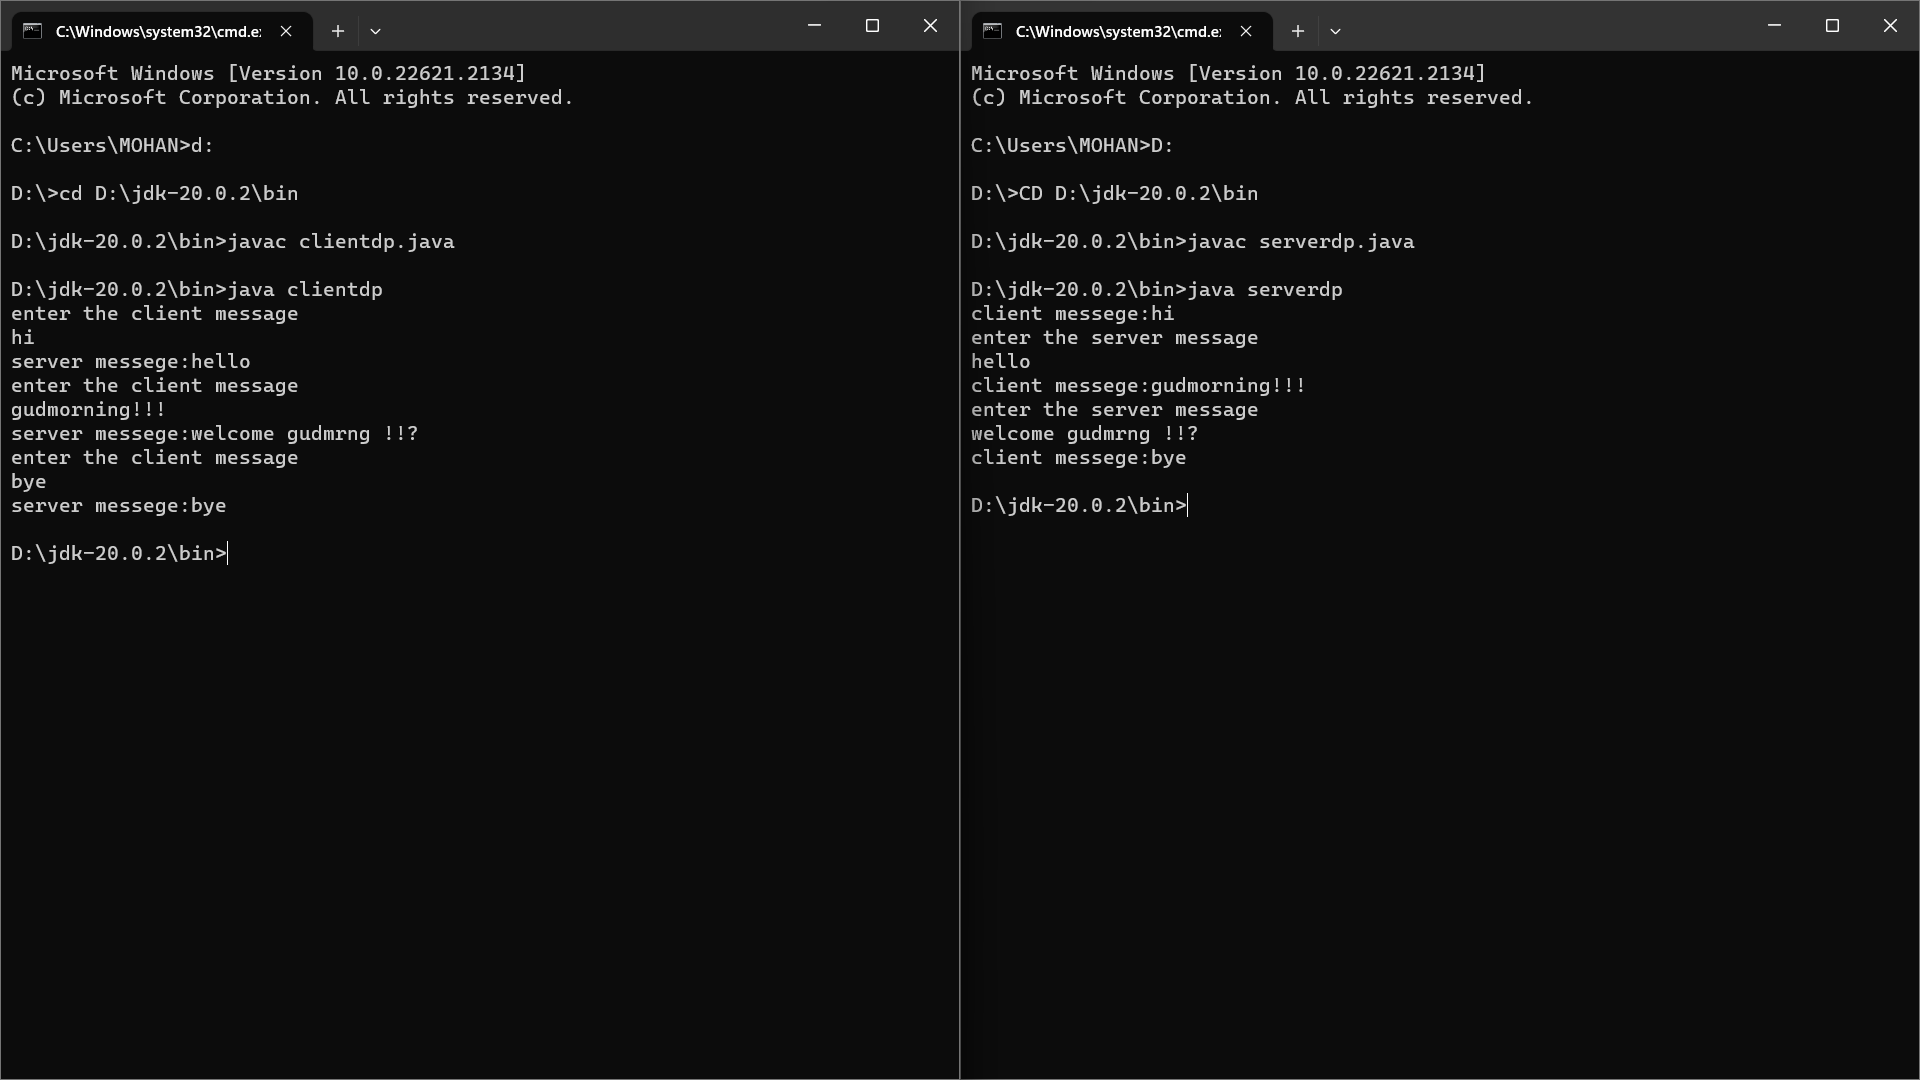 C:\Windows\system32\cmd.e
Microsoft Windows [Version 10.0.22621.2134]
(c) Microsoft Corporation. All rights reserved.
C:\Users\MOHAN>d:
D:\>cd D:\jdk-20.0.2\bin
D:\jdk-20.0.2\bin>javac clientdp.java
D:\jdk-20.0.2\bin>java clientdp
enter the client message
hi
server messege:hello
enter the client message
gudmorning!!!
server messege:welcome gudmrng !!?
enter the client message
bye
server messege:bye
D:\jdk-20.0.2\bin>
C:\Windows\system32\cmd.e
Microsoft Windows [Version 10.0.22621.2134]
(c) Microsoft Corporation. All rights reserved.
C:\Users\MOHAN>D:
D:\>CD D:\jdk-20.0.2\bin
D:\jdk-20.0.2\bin>javac serverdp.java
D:\jdk-20.0.2\bin>java serverdp
client messege:hi
enter the server message
hello
client messege:gudmorning!!!
enter the server message
welcome gudmrng !!?
client messege:bye
D:\jdk-20.0.2\bin>